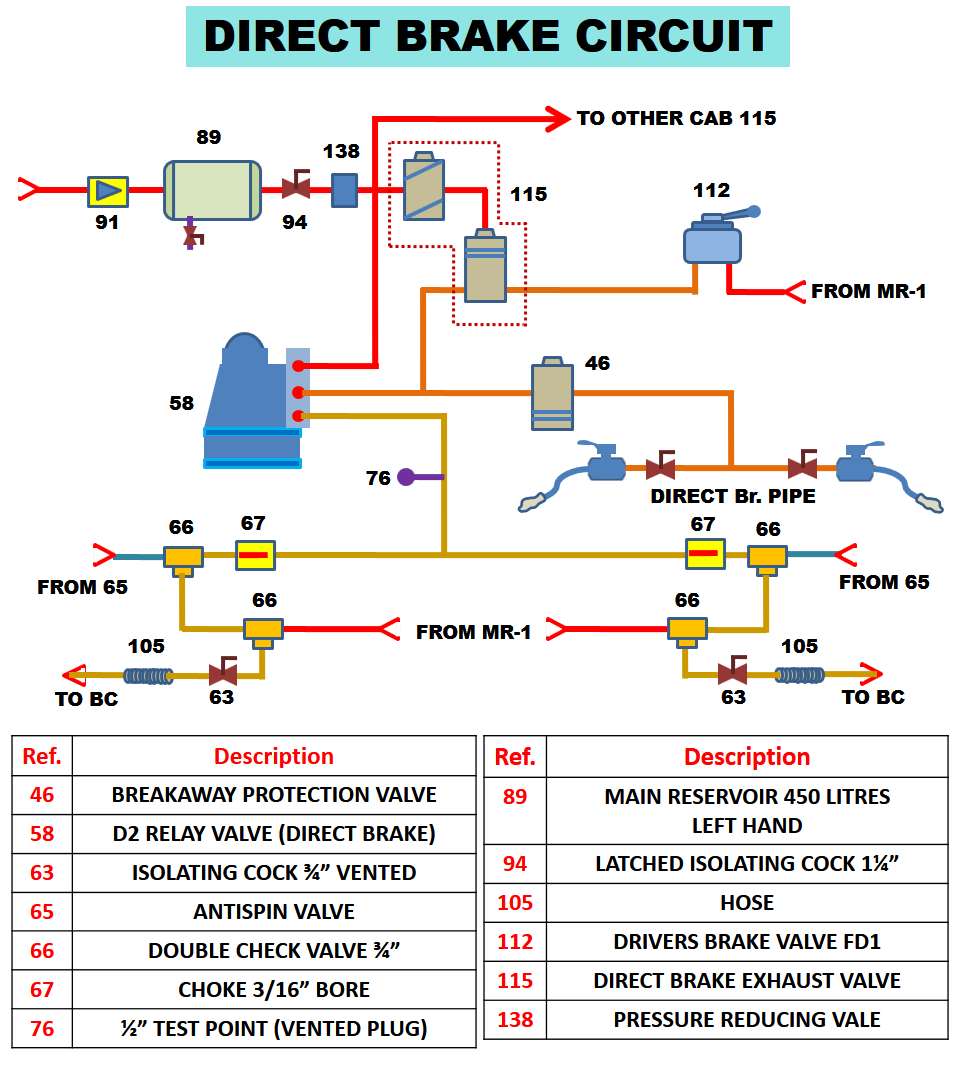 DIRECT BRAKE CIRCUIT
TO OTHER CAB 115
89
138
91
94
115
112
FROM MR-1
58
46
76
DIRECT Br. PIPE
66
67
67
66
FROM 65
FROM 65
66
FROM MR-1
66
105
63
TO BC
63
105
TO BC
Ref. Description
46 BREAKAWAY PROTECTION VALVE
58 D2 RELAY VALVE (DIRECT BRAKE)
63 ISOLATING COCK ¾” VENTED
65 ANTISPIN VALVE
66 DOUBLE CHECK VALVE ¾”
67 CHOKE 3/16” BORE
76 ½” TEST POINT (VENTED PLUG)
Ref. Description
89 MAIN RESERVOIR 450 LITRES
LEFT HAND
94 LATCHED ISOLATING COCK 1¼”
105 HOSE
112 DRIVERS BRAKE VALVE FD1
115 DIRECT BRAKE EXHAUST VALVE
138 PRESSURE REDUCING VALE